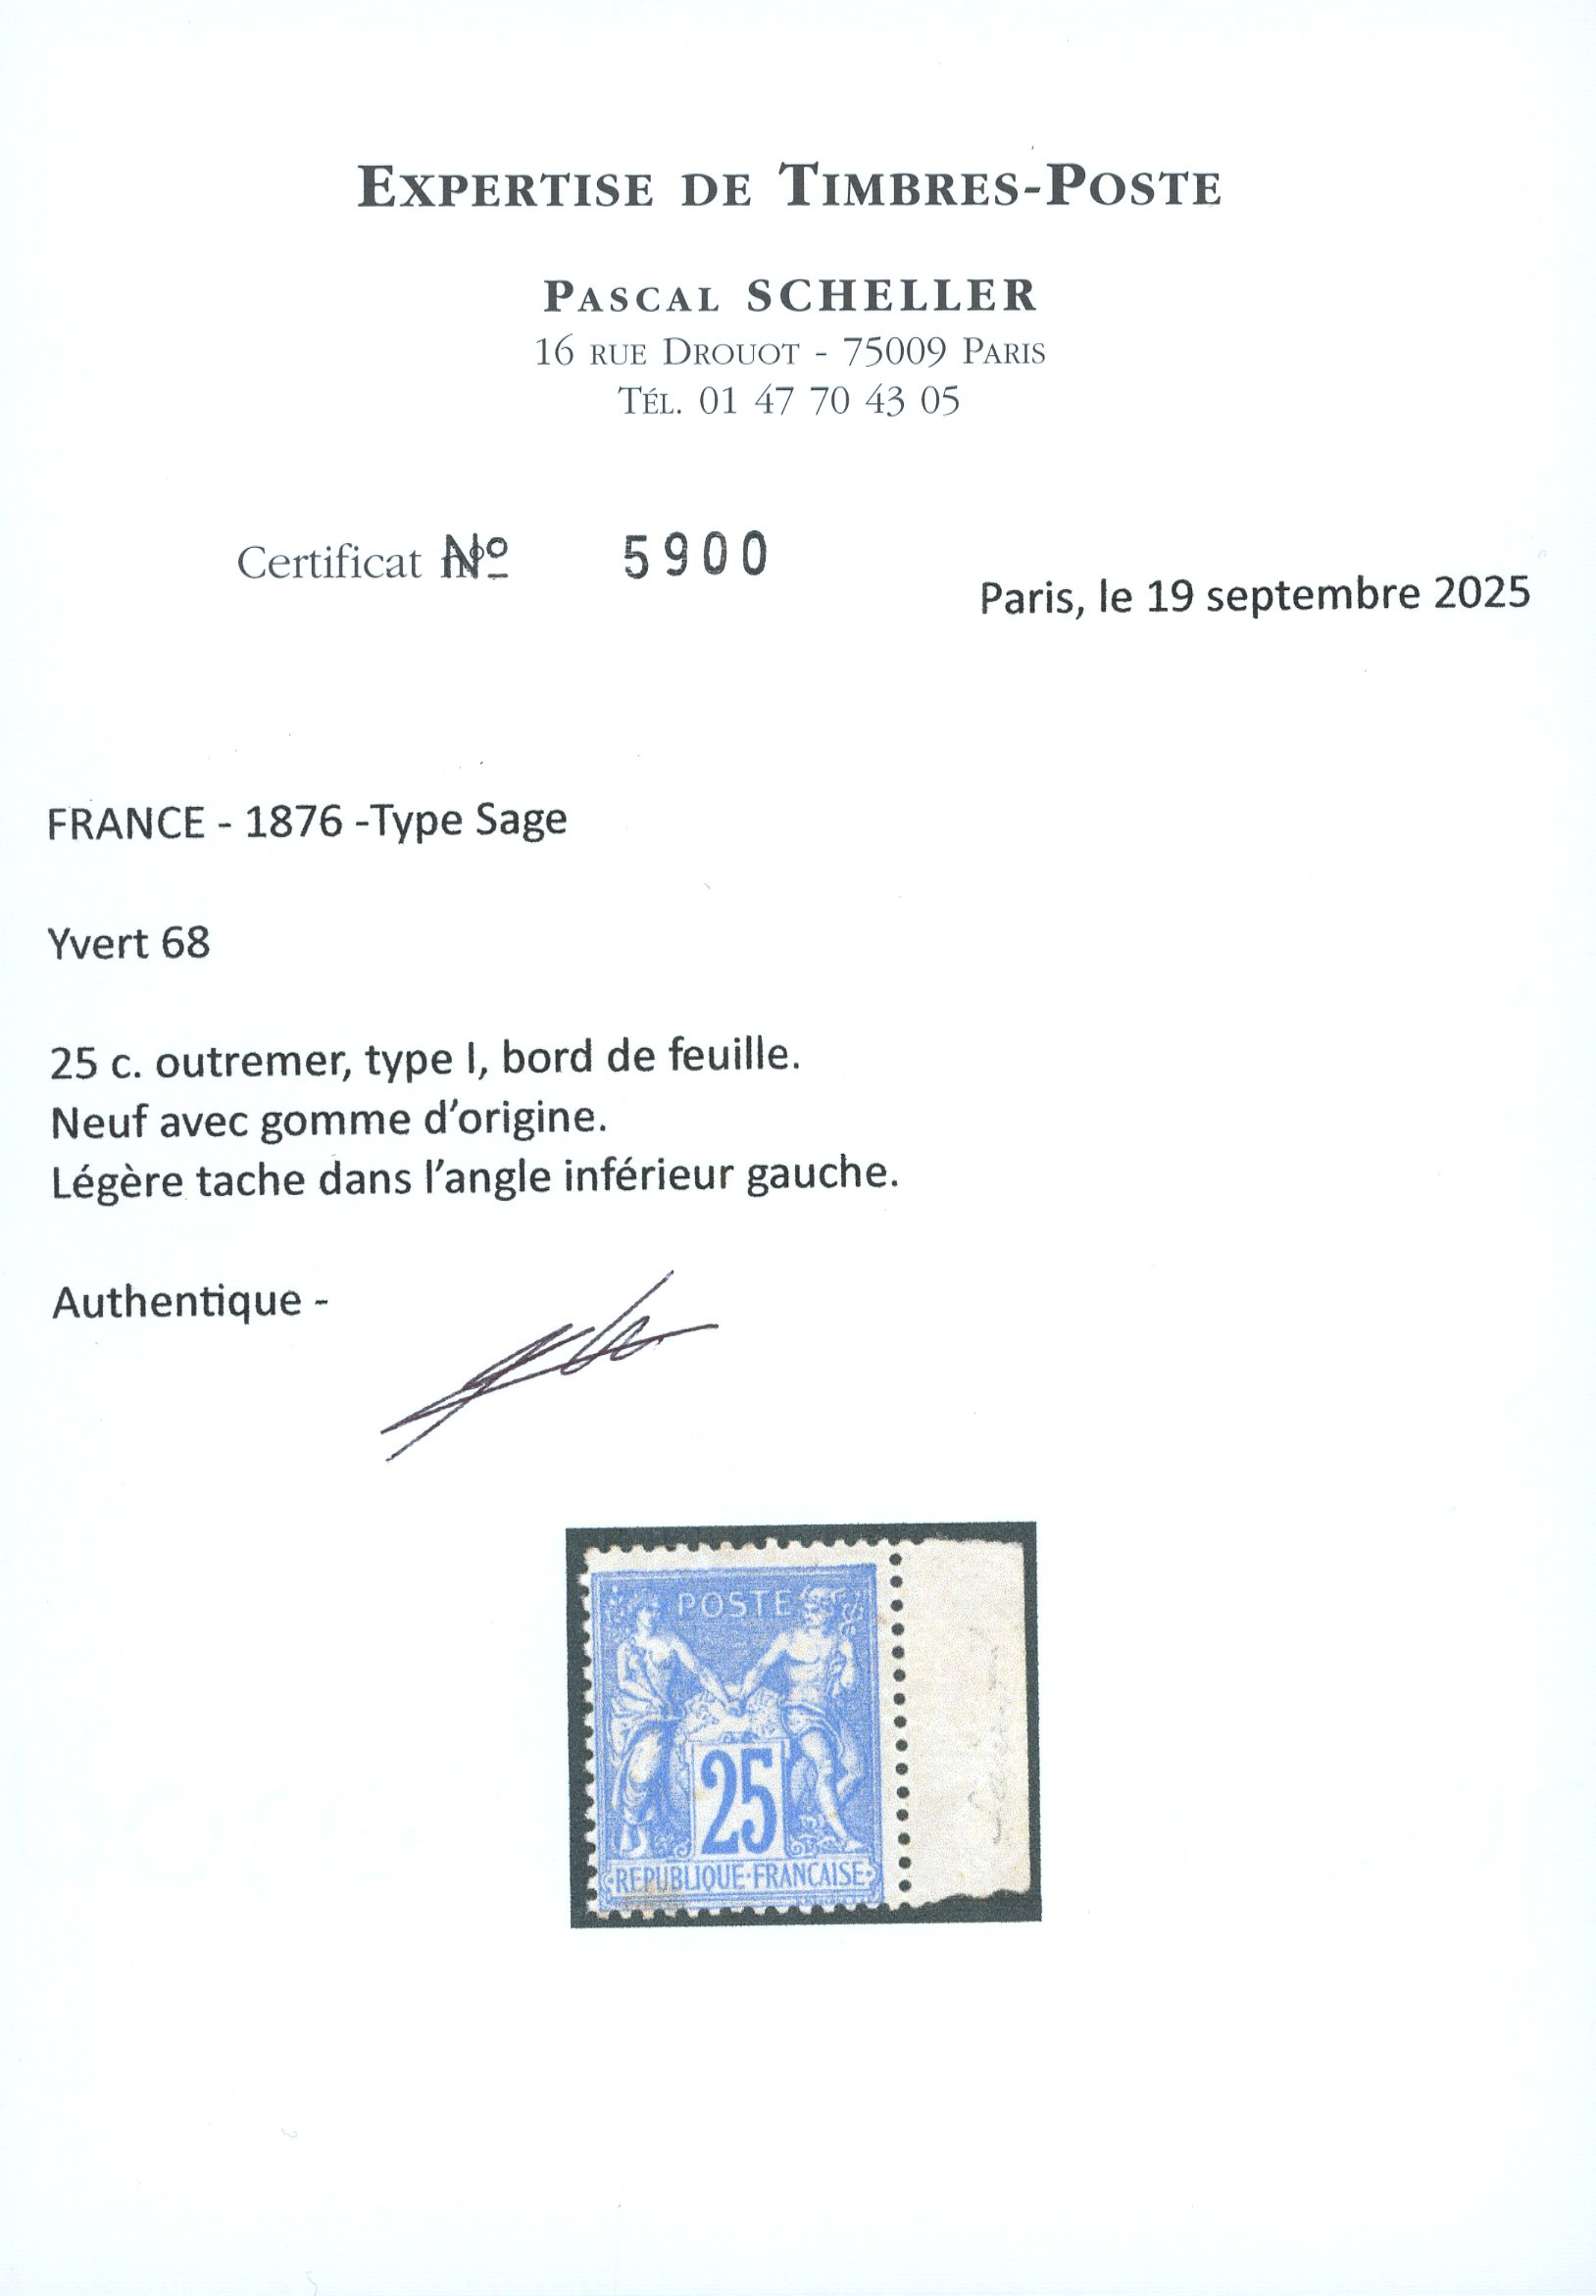 EXPERTISE DE TIMBRES-POSTE
PASCAL SCHELLER
16 RUE DROUOT - 75009 PARIS
TÉL. 01 47 70 43 05
Certificat Nº 5900
Paris, le 19 septembre 2025
FRANCE - 1876 -Type Sage
Yvert 68
25 c. outremer, type I, bord de feuille.
Neuf avec gomme d’origine.
Légère tache dans l’angle inférieur gauche.
Authentique -
POSTE
25
REPUBLIQUE·FRANCAISE